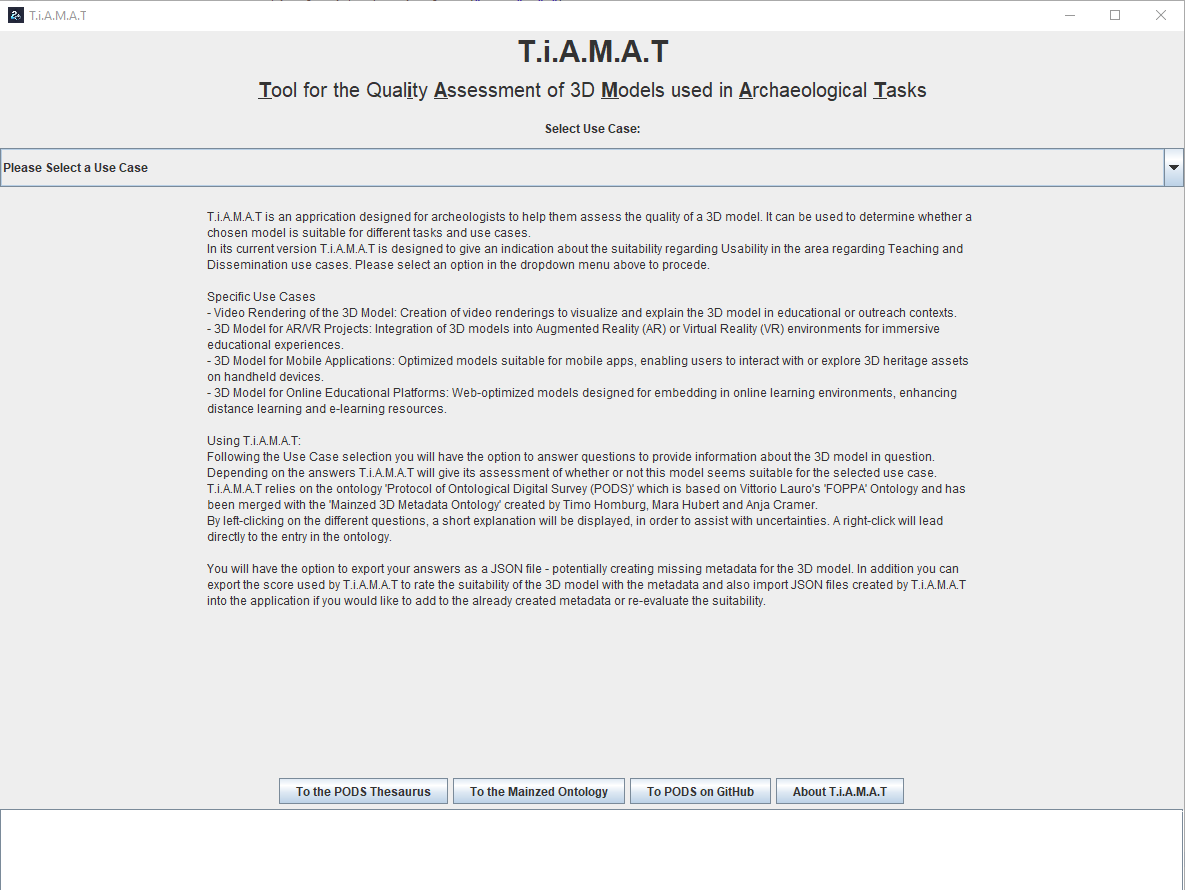 T.i.A.M.A.T
T.i.A.M.A.T
Tool for the Quality Assessment of 3D Models used in Archaeological Tasks
Select Use Case:
Please Select a Use Case
T.i.A.M.A.T is an apprication designed for archeologists to help them assess the quality of a 3D model. It can be used to determine whether a
chosen model is suitable for different tasks and use cases.
In its current version T.i.A.M.A.T is designed to give an indication about the suitability regarding Usability in the area regarding Teaching and
Dissemination use cases. Please select an option in the dropdown menu above to procede.
Specific Use Cases
- Video Rendering of the 3D Model: Creation of video renderings to visualize and explain the 3D model in educational or outreach contexts.
- 3D Model for AR/VR Projects: Integration of 3D models into Augmented Reality (AR) or Virtual Reality (VR) environments for immersive
educational experiences.
- 3D Model for Mobile Applications: Optimized models suitable for mobile apps, enabling users to interact with or explore 3D heritage assets
on handheld devices.
- 3D Model for Online Educational Platforms: Web-optimized models designed for embedding in online learning environments, enhancing
distance learning and e-learning resources.
Using T.i.A.M.A.T:
Following the Use Case selection you will have the option to answer questions to provide information about the 3D model in question.
Depending on the answers T.i.A.M.A.T will give its assessment of whether or not this model seems suitable for the selected use case.
T.i.A.M.A.T relies on the ontology 'Protocol of Ontological Digital Survey (PODS)' which is based on Vittorio Lauro's 'FOPPA' Ontology and has
been merged with the 'Mainzed 3D Metadata Ontology' created by Timo Homburg, Mara Hubert and Anja Cramer.
By left-clicking on the different questions, a short explanation will be displayed, in order to assist with uncertainties. A right-click will lead
directly to the entry in the ontology.
You will have the option to export your answers as a JSON file - potentially creating missing metadata for the 3D model. In addition you can
export the score used by T.i.A.M.A.T to rate the suitability of the 3D model with the metadata and also import JSON files created by T.i.A.M.A.T
into the application if you would like to add to the already created metadata or re-evaluate the suitability.
To the PODS Thesaurus
To the Mainzed Ontology
To PODS on GitHub
About T.i.A.M.A.T